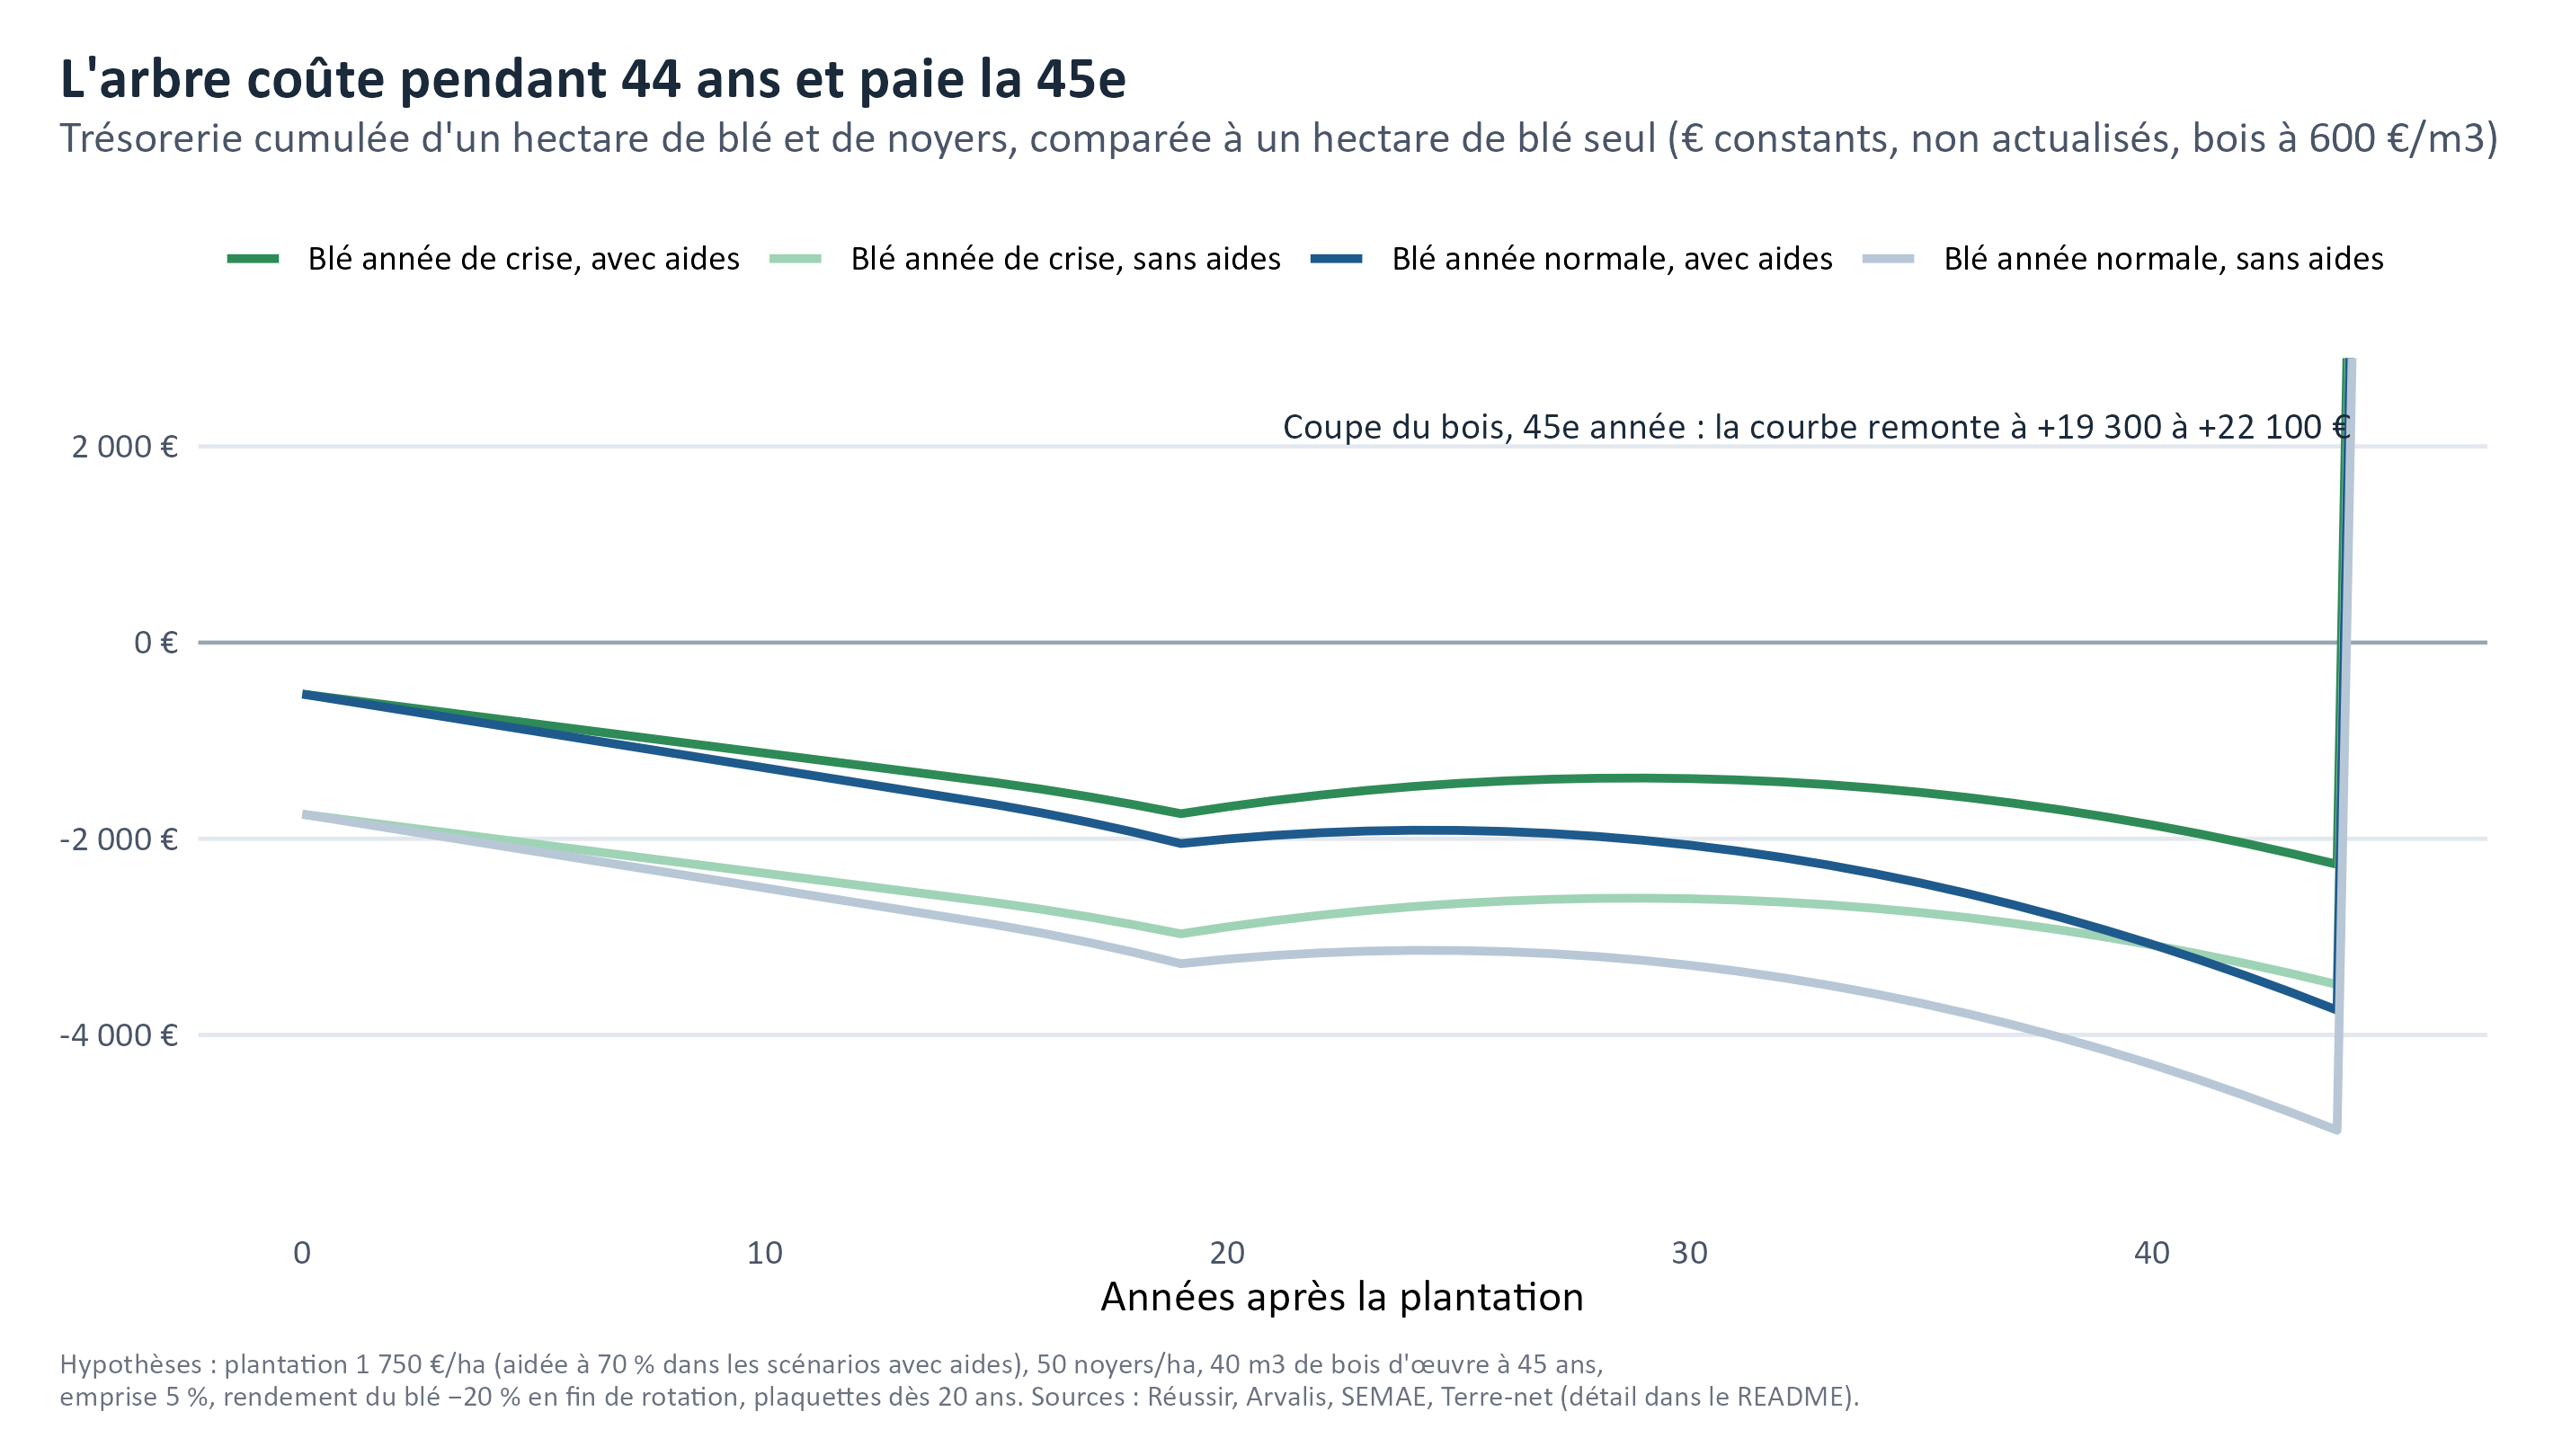 L'arbre coûte pendant 44 ans et paie la 45e
Trésorerie cumulée d'un hectare de blé et de noyers, comparée à un hectare de blé seul (€ constants, non actualisés, bois à 600 €/m3)
Blé année de crise, avec aides
Blé année de crise, sans aides
Blé année normale, avec aides
Blé année normale, sans aides
Coupe du bois, 45e année : la courbe remonte à +19 300 à +22 100 €
2 000 €
0 €
-2 000 €
-4 000 €
0
10
20
30
40
Années après la plantation
Hypothèses : plantation 1 750 €/ha (aidée à 70 % dans les scénarios avec aides), 50 noyers/ha, 40 m3 de bois d'œuvre à 45 ans,
emprise 5 %, rendement du blé −20 % en fin de rotation, plaquettes dès 20 ans. Sources : Réussir, Arvalis, SEMAE, Terre-net (détail dans le README).